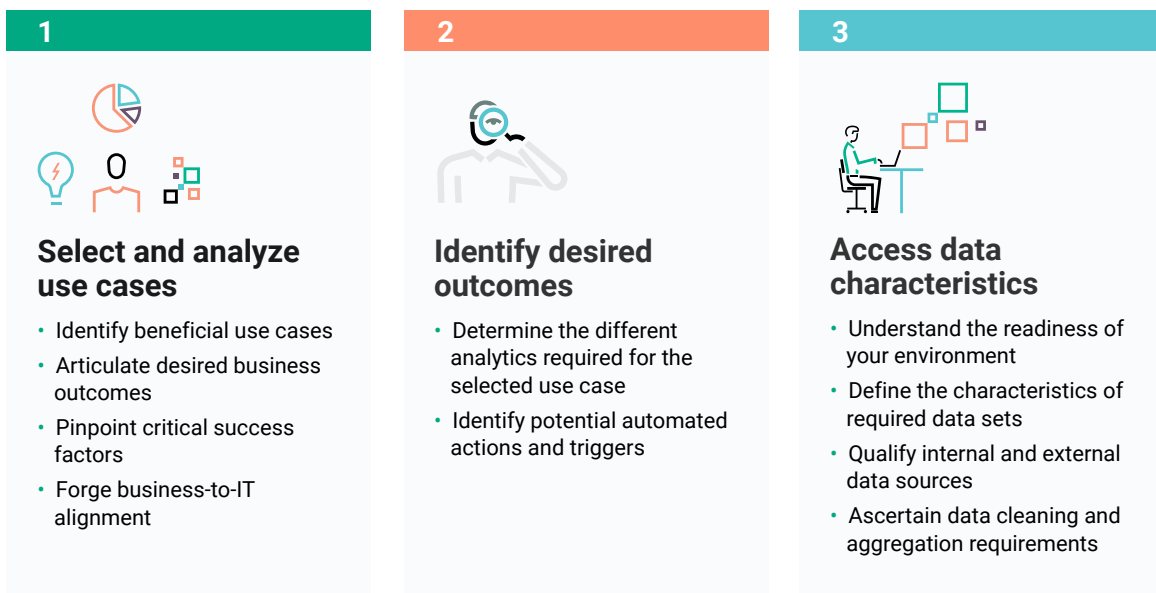 1
Select and analyze
use cases
• Identify beneficial use cases
• Articulate desired business
outcomes
• Pinpoint critical success
factors
• Forge business-to-IT
alignment
2
Identify desired
outcomes
• Determine the different
analytics required for the
selected use case
• Identify potential automated
actions and triggers
3
Access data
characteristics
• Understand the readiness of
your environment
• Define the characteristics of
required data sets
• Qualify internal and external
data sources
• Ascertain data cleaning and
aggregation requirements